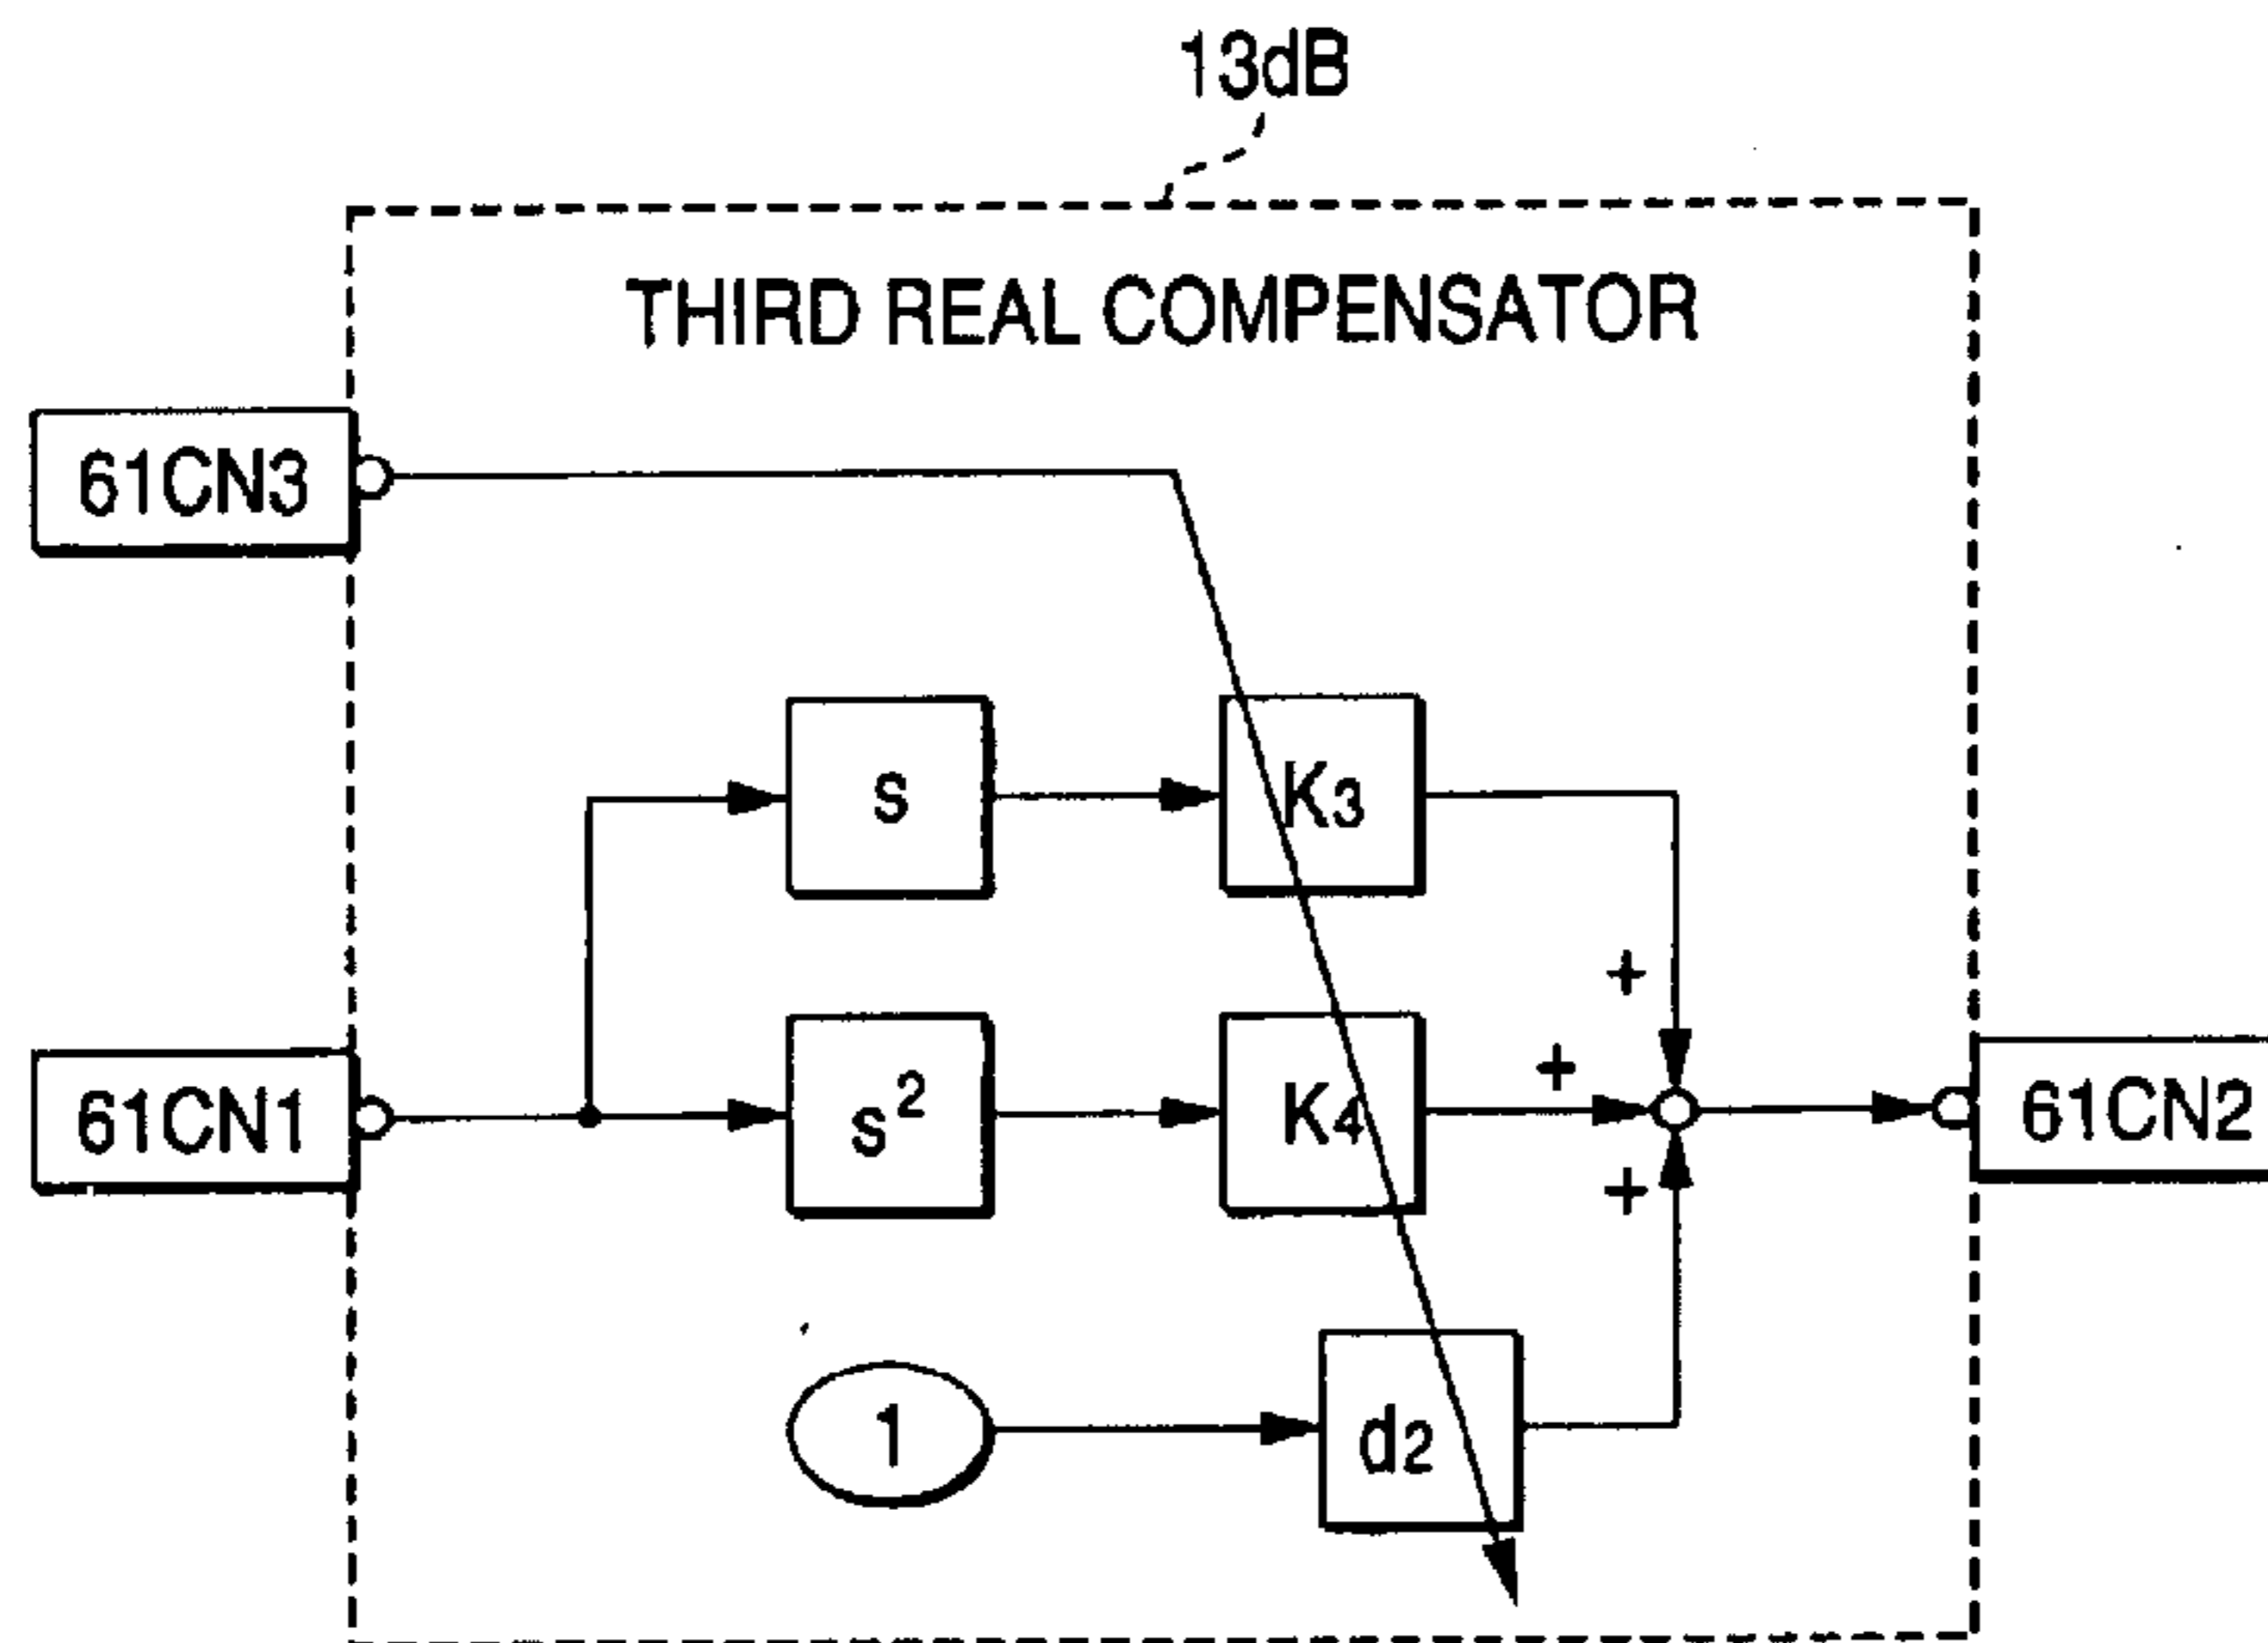 13dB
THIRD REAL COMPENSATOR
61CN3
s
K3
+
61CN1
s²
K4
+
61CN2
+
1
d2